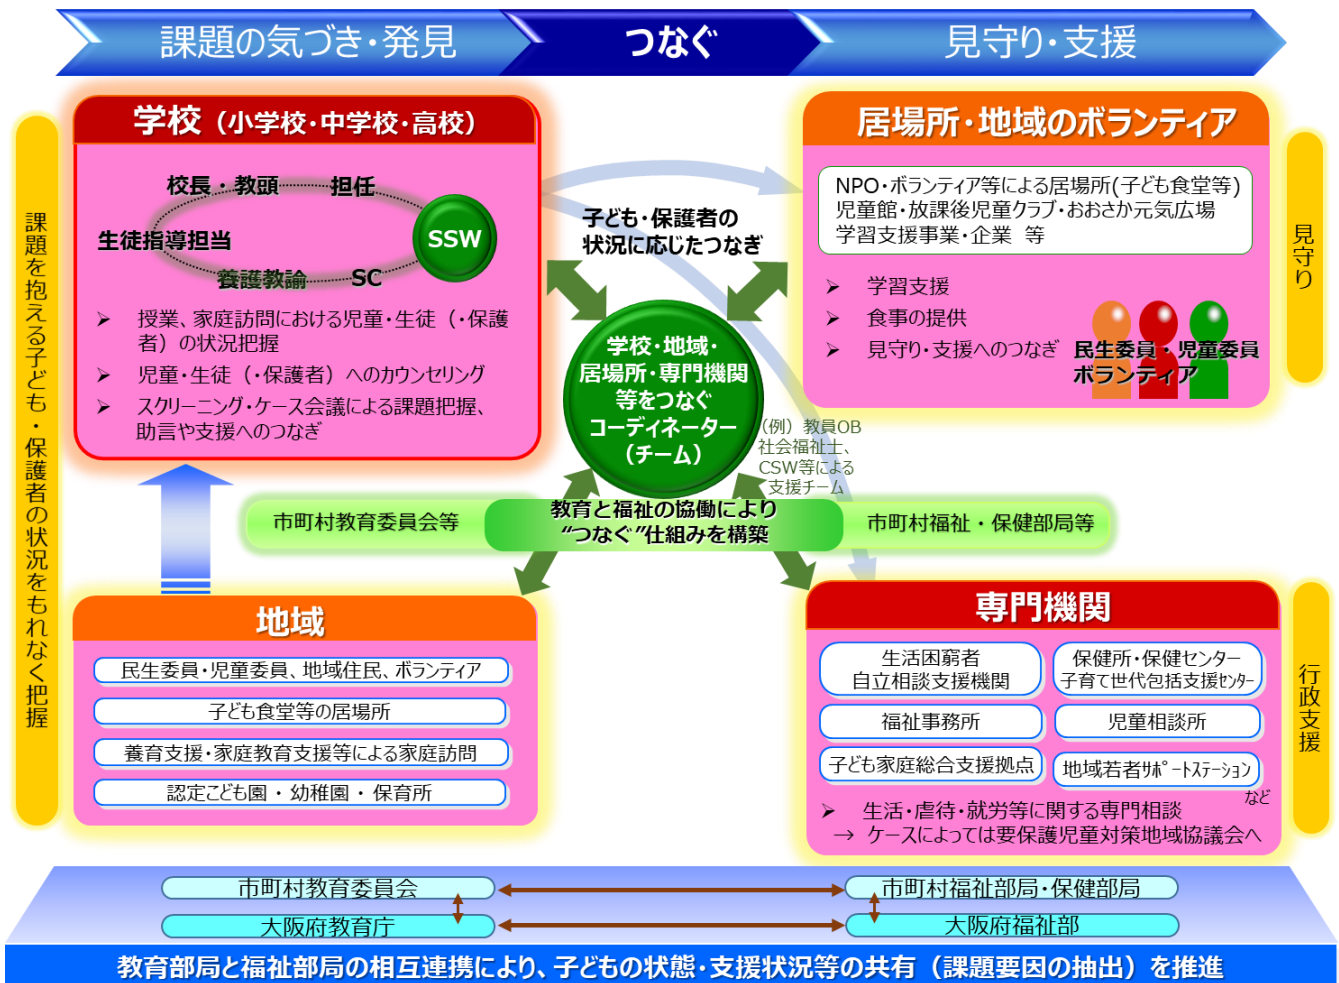 課題の気づき・発見
つなぐ
見守り・支援
課題を抱える子ども・保護者の状況をもれなく把握
学校（小学校・中学校・高校）
校長・教頭
担任
生徒指導担当
SSW
養護教諭
SC
➢ 授業、家庭訪問における児童・生徒（・保護
者）の状況把握
➢ 児童・生徒（・保護者）へのカウンセリング
➢ スクリーニング・ケース会議による課題把握、
助言や支援へのつなぎ
子ども・保護者の
状況に応じたつなぎ
学校・地域・
居場所・専門機関
等をつなぐ
コーディネーター
（チーム）
（例）教員OB
社会福祉士、
CSW等による
支援チーム
居場所・地域のボランティア
NPO・ボランティア等による居場所(子ども食堂等)
児童館・放課後児童クラブ・おおさか元気広場
学習支援事業・企業 等
➢ 学習支援
➢ 食事の提供
➢ 見守り・支援へのつなぎ
民生委員・児童委員
ボランティア
見守り
市町村教育委員会等
教育と福祉の協働により
“つなぐ”仕組みを構築
市町村福祉・保健部局等
地域
民生委員・児童委員、地域住民、ボランティア
子ども食堂等の居場所
養育支援・家庭教育支援等による家庭訪問
認定こども園・幼稚園・保育所
専門機関
生活困窮者
自立相談支援機関
保健所・保健センター
子育て世代包括支援ｾﾝﾀｰ
福祉事務所
児童相談所
子ども家庭総合支援拠点
地域若者ｻﾎﾟｰﾄｽﾃｰｼｮﾝ
など
➢ 生活・虐待・就労等に関する専門相談
→ ケースによっては要保護児童対策地域協議会へ
行政支援
市町村教育委員会
市町村福祉部局・保健部局
大阪府教育庁
大阪府福祉部
教育部局と福祉部局の相互連携により、子どもの状態・支援状況等の共有（課題要因の抽出）を推進